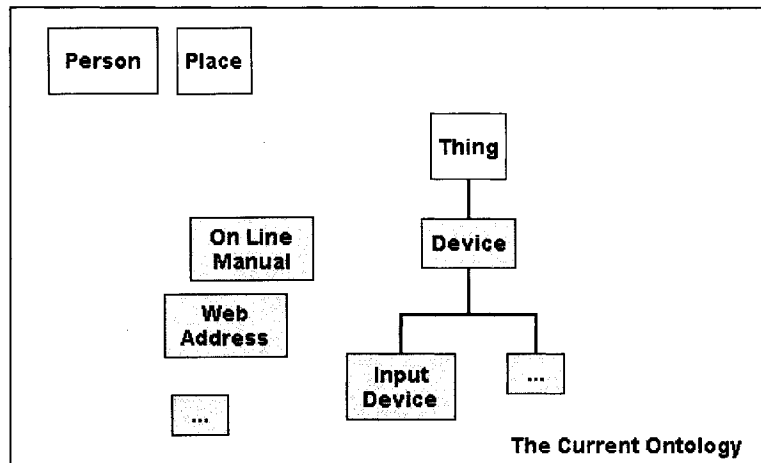 Person
Place
Thing
On Line
Manual
Device
Web
Address
Input
Device
...
...
The Current Ontology